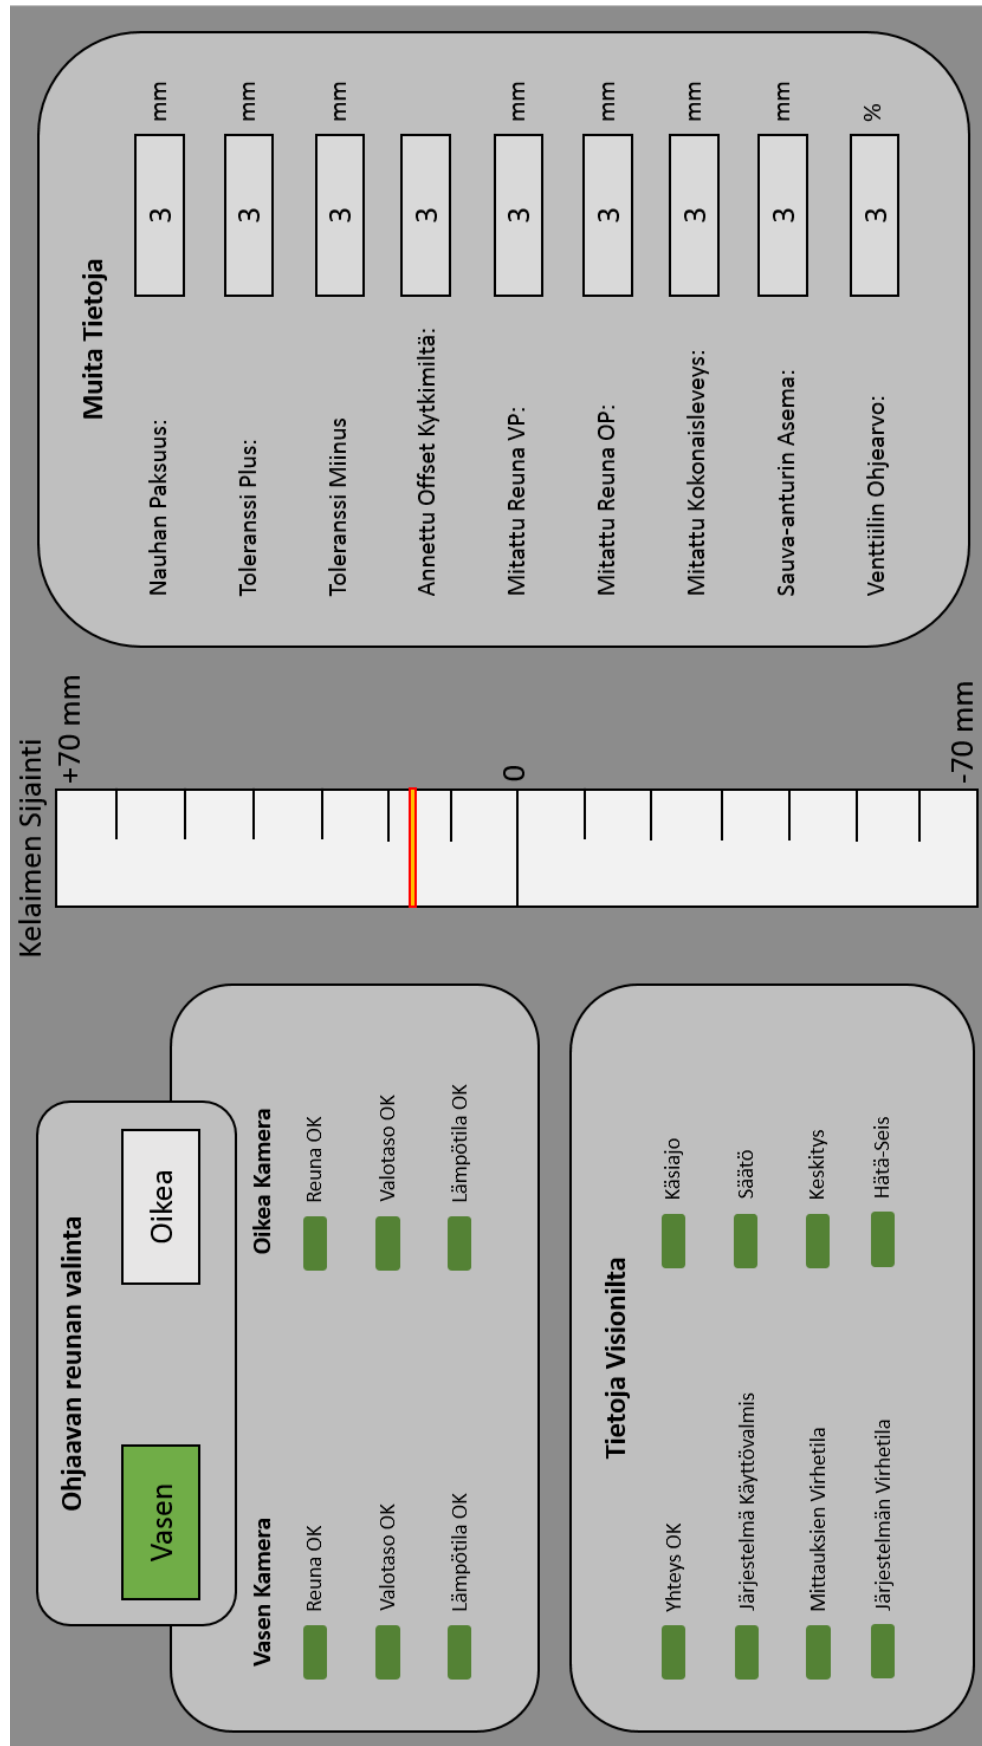 Ohjaavan reunan valinta
Vasen
Oikea
Vasen Kamera
Oikea Kamera
Reuna OK
Reuna OK
Valotaso OK
Valotaso OK
Lämpötila OK
Lämpötila OK
Tietoja Visionilta
Yhteys OK
Käsiajo
Järjestelmä Käyttövalmis
Säätö
Mittauksien Virhetila
Keskitys
Järjestelmän Virhetila
Hätä-Seis
Kelaimen Sijainti
+70 mm
0
-70 mm
Muita Tietoja
Nauhan Paksuus: 3 mm
Toleranssi Plus: 3 mm
Toleranssi Miinus 3 mm
Annettu Offset Kytkimiltä: 3
Mitattu Reuna VP: 3 mm
Mitattu Reuna OP: 3 mm
Mitattu Kokonaisleveys: 3 mm
Sauva-anturin Asema: 3 mm
Venttiilin Ohjearvo: 3 %